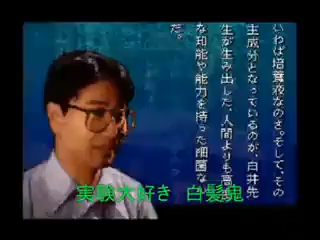 いわば培養液なのさ。そして、その
主成分となっているのが、白井先
生が生み出した、人間よりも高度
な知能や能力を持った細菌な
だ。
実験大好き　白髪鬼